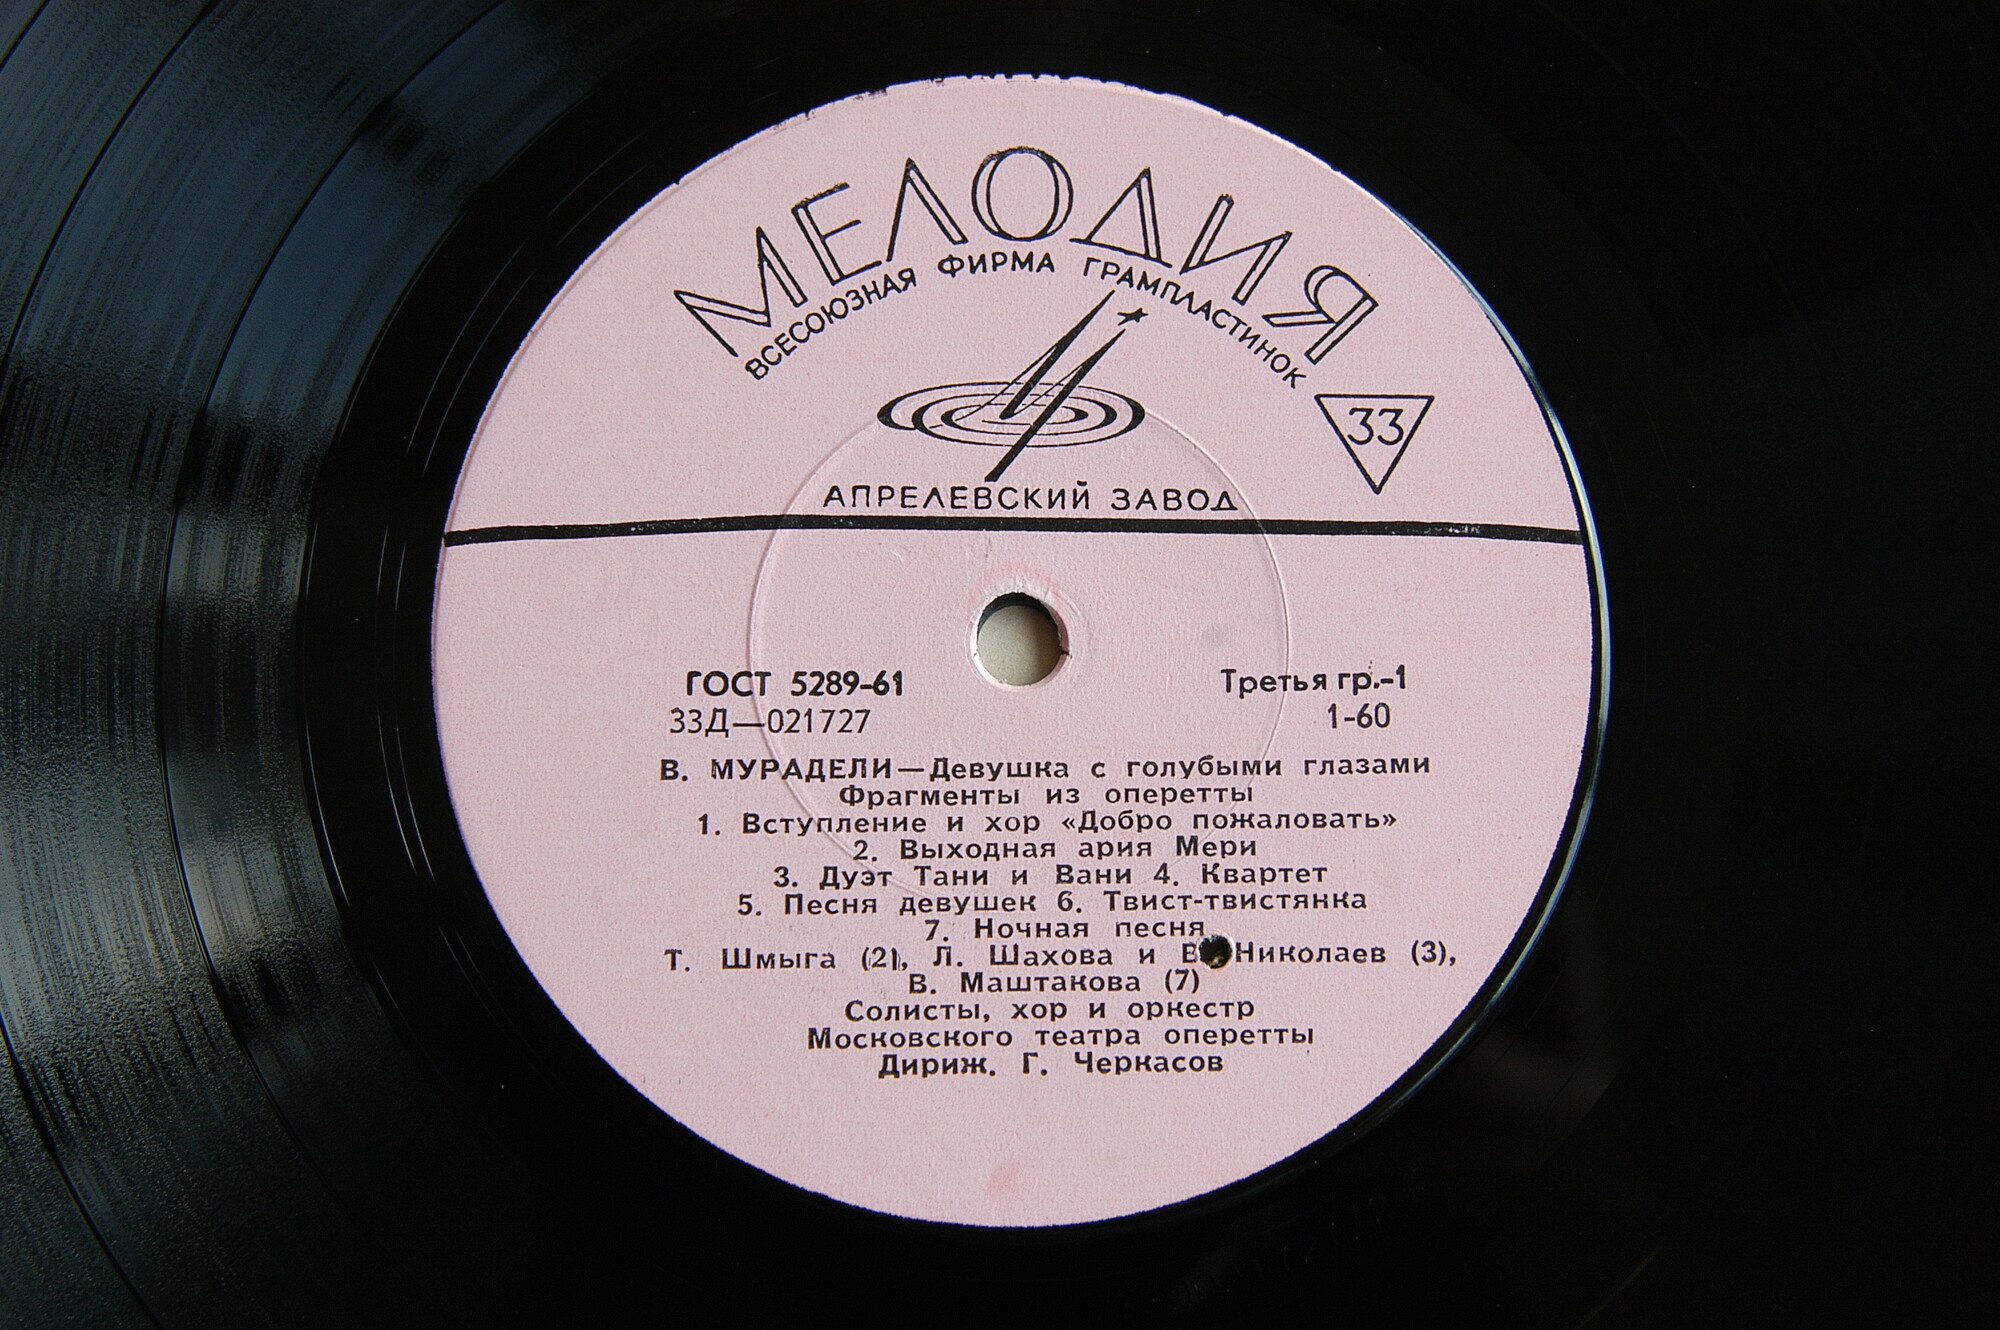 МЕЛОДИЯ
ВСЕСОЮЗНАЯ ФИРМА ГРАМПЛАСТИНОК
33
АПРЕЛЕВСКИЙ ЗАВОД
ГОСТ 5289-61 Третья гр.-1
33Д—021727 1-60
В. МУРАДЕЛИ—Девушка с голубыми глазами
Фрагменты из оперетты
1. Вступление и хор «Добро пожаловать»
2. Выходная ария Мери
3. Дуэт Тани и Вани 4. Квартет
5. Песня девушек 6. Твист-твистянка
7. Ночная песня
Т. Шмыга (2), Л. Шахова и Николаев (3),
В. Маштакова (7)
Солисты, хор и оркестр
Московского театра оперетты
Дириж. Г. Черкасов